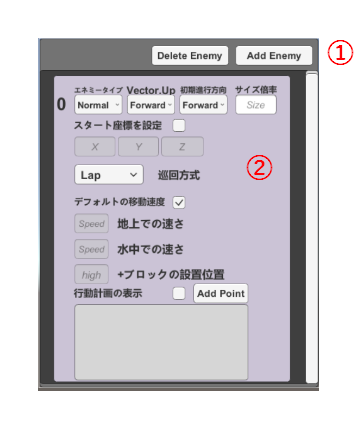 ①
Delete Enemy Add Enemy
エネミータイプ Vector.Up 初期進行方向 サイズ倍率
0 Normal Forward Forward Size
スタート座標を設定
X Y Z
Lap 巡回方式 ②
デフォルトの移動速度
Speed 地上での速さ
Speed 水中での速さ
high +ブロックの設置位置
行動計画の表示 Add Point